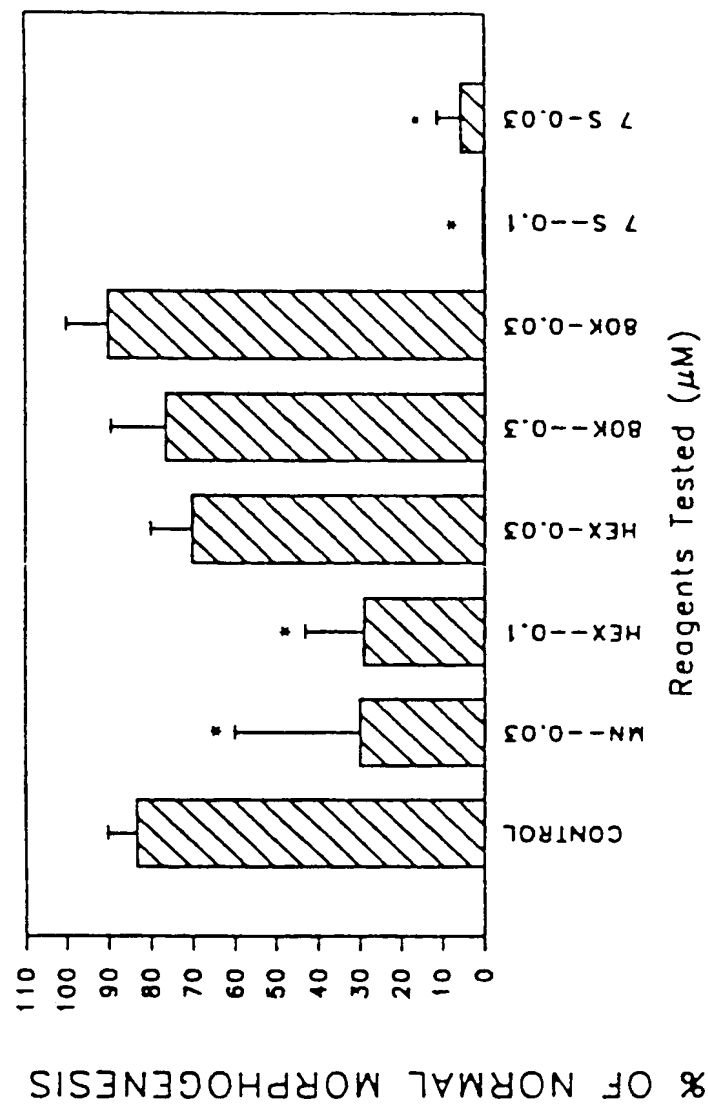 % OF NORMAL MORPHOGENESIS
110
100
90
80
70
60
50
40
30
20
10
0
CONTROL
MN--0.03
HEX--0.1
HEX-0.03
80K--0.3
80K-0.03
7 S--0.1
7 S-0.03
*
*
*
Reagents Tested (μM)